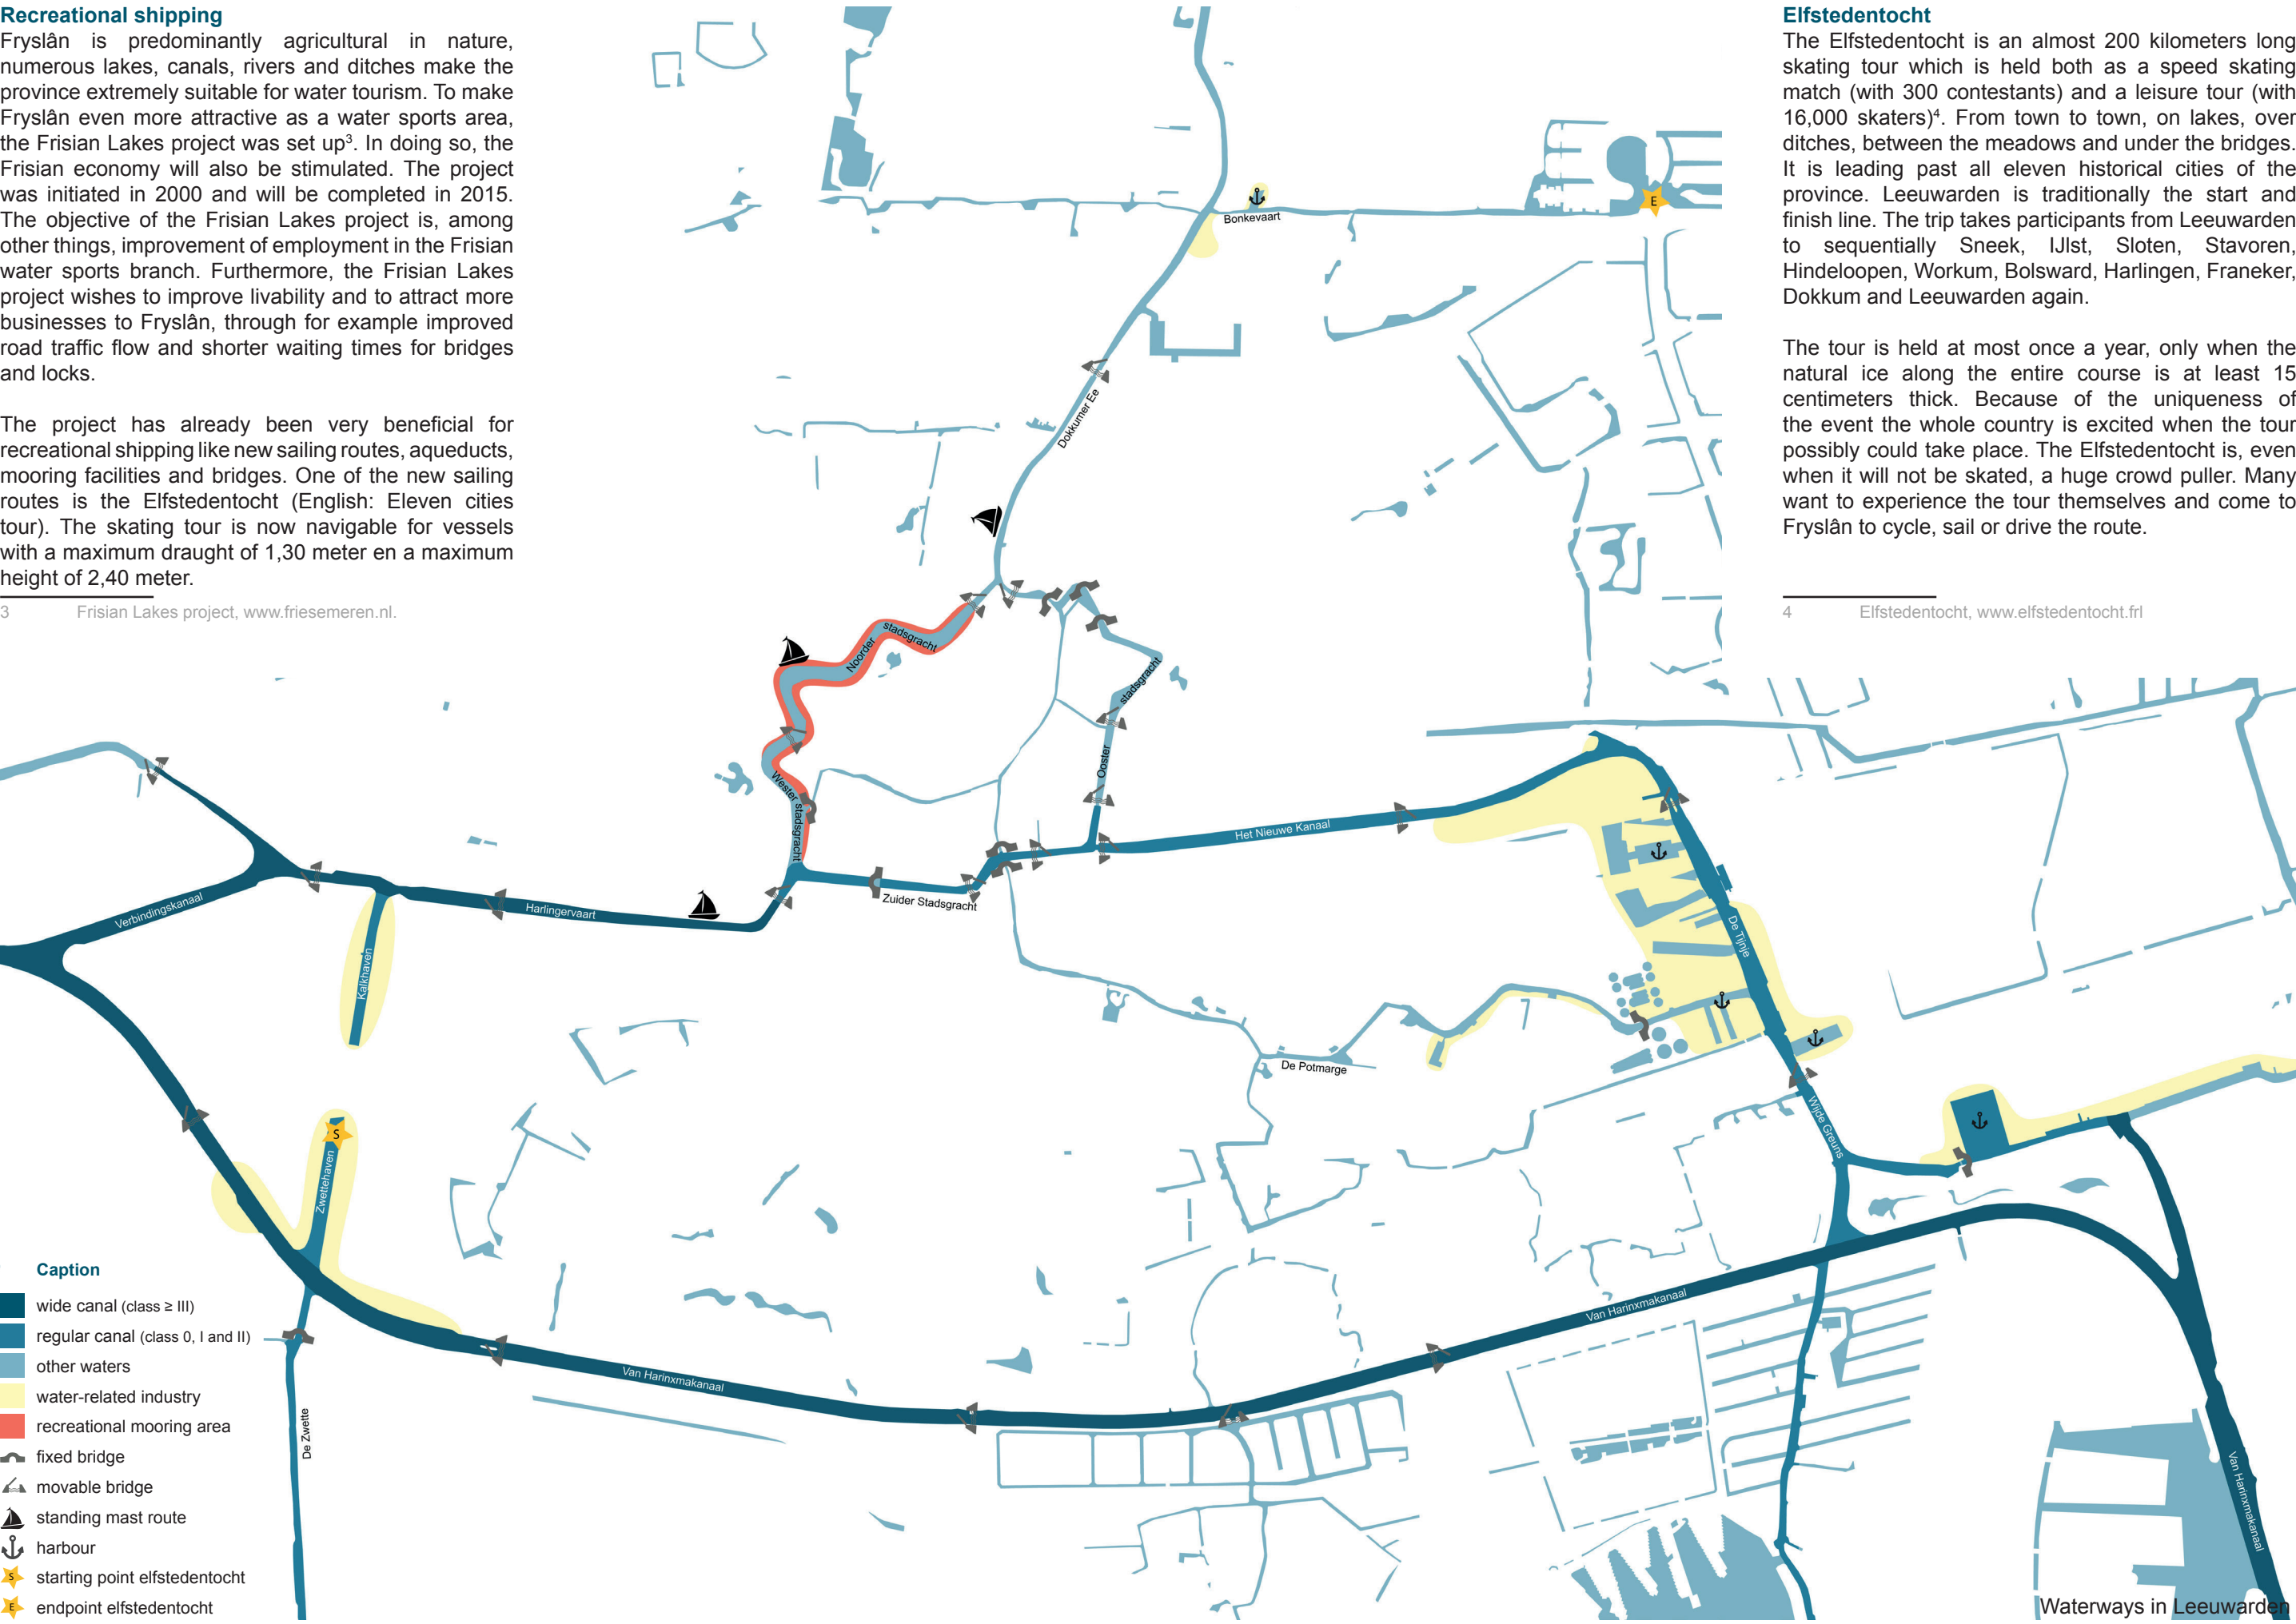 Recreational shipping
Fryslân is predominantly agricultural in nature,
numerous lakes, canals, rivers and ditches make the
province extremely suitable for water tourism. To make
Fryslân even more attractive as a water sports area,
the Frisian Lakes project was set up³. In doing so, the
Frisian economy will also be stimulated. The project
was initiated in 2000 and will be completed in 2015.
The objective of the Frisian Lakes project is, among
other things, improvement of employment in the Frisian
water sports branch. Furthermore, the Frisian Lakes
project wishes to improve livability and to attract more
businesses to Fryslân, through for example improved
road traffic flow and shorter waiting times for bridges
and locks.
The project has already been very beneficial for
recreational shipping like new sailing routes, aqueducts,
mooring facilities and bridges. One of the new sailing
routes is the Elfstedentocht (English: Eleven cities
tour). The skating tour is now navigable for vessels
with a maximum draught of 1,30 meter en a maximum
height of 2,40 meter.
3 Frisian Lakes project, www.friesemeren.nl.
Elfstedentocht
The Elfstedentocht is an almost 200 kilometers long
skating tour which is held both as a speed skating
match (with 300 contestants) and a leisure tour (with
16,000 skaters)⁴. From town to town, on lakes, over
ditches, between the meadows and under the bridges.
It is leading past all eleven historical cities of the
province. Leeuwarden is traditionally the start and
finish line. The trip takes participants from Leeuwarden
to sequentially Sneek, IJlst, Sloten, Stavoren,
Hindeloopen, Workum, Bolsward, Harlingen, Franeker,
Dokkum and Leeuwarden again.
The tour is held at most once a year, only when the
natural ice along the entire course is at least 15
centimeters thick. Because of the uniqueness of
the event the whole country is excited when the tour
possibly could take place. The Elfstedentocht is, even
when it will not be skated, a huge crowd puller. Many
want to experience the tour themselves and come to
Fryslân to cycle, sail or drive the route.
4 Elfstedentocht, www.elfstedentocht.frl
E
Bonkevaart
Dokkumer Ee
Noorder
stadsgracht
stadsgracht
Ooster
Wester stadsgracht
Het Nieuwe Kanaal
Zuider Stadsgracht
Harlingervaart
Verbindingskanaal
Kalkhaven
De Tijnje
De Potmarge
Wijde Greuns
S
Zwettehaven
De Zwette
Van Harinxmakanaal
Van Harinxmakanaal
Van Harinxmakanaal
Caption
wide canal (class ≥ III)
regular canal (class 0, I and II)
other waters
water-related industry
recreational mooring area
fixed bridge
movable bridge
standing mast route
harbour
S starting point elfstedentocht
E endpoint elfstedentocht
Waterways in Leeuwarden